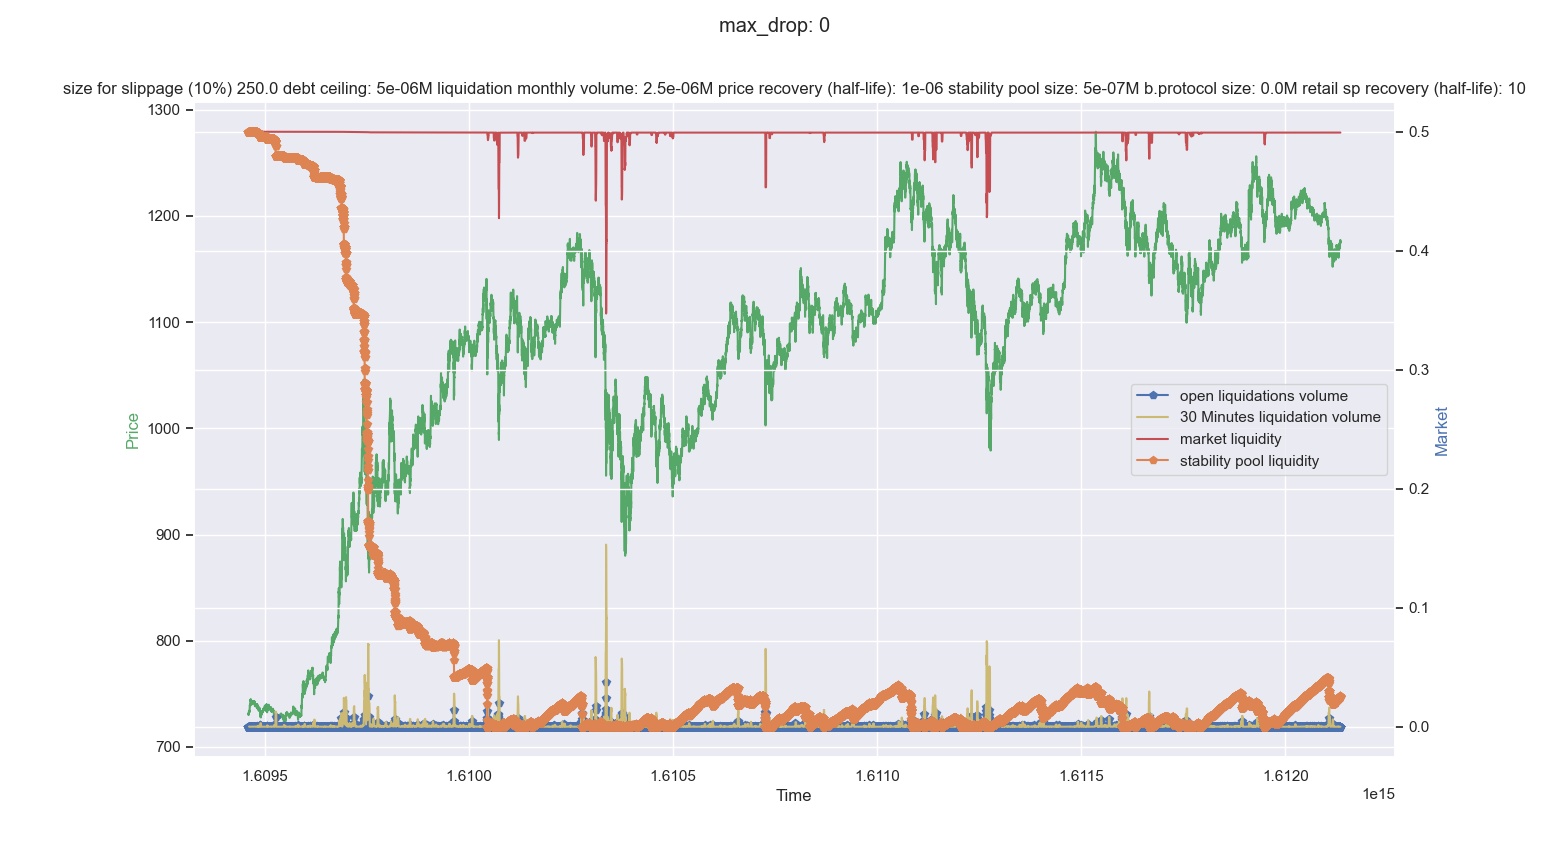 max_drop: 0
size for slippage (10%) 250.0 debt ceiling: 5e-06M liquidation monthly volume: 2.5e-06M price recovery (half-life): 1e-06 stability pool size: 5e-07M b.protocol size: 0.0M retail sp recovery (half-life): 10
1300
1200
1100
1000
900
800
700
Price
0.5
0.4
0.3
0.2
0.1
0.0
Market
open liquidations volume
30 Minutes liquidation volume
market liquidity
stability pool liquidity
1.6095
1.6100
1.6105
1.6110
1.6115
1.6120
Time
1e15